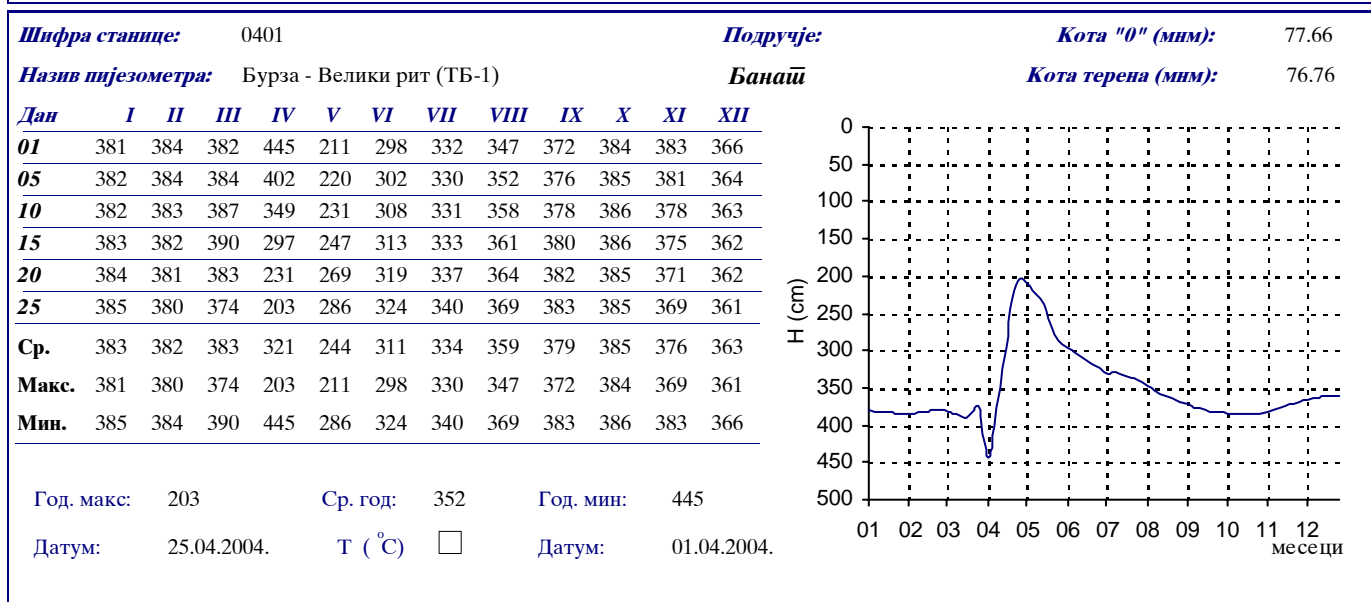 Шифра станице: 0401 Подручје: Кота "0" (мнм): 77.66
Назив пијезометра: Бурза - Велики рит (ТБ-1) Банат Кота терена (мнм): 76.76
Дан I II III IV V VI VII VIII IX X XI XII
01 381 384 382 445 211 298 332 347 372 384 383 366
05 382 384 384 402 220 302 330 352 376 385 381 364
10 382 383 387 349 231 308 331 358 378 386 378 363
15 383 382 390 297 247 313 333 361 380 386 375 362
20 384 381 383 231 269 319 337 364 382 385 371 362
25 385 380 374 203 286 324 340 369 383 385 369 361
Ср. 383 382 383 321 244 311 334 359 379 385 376 363
Макс. 381 380 374 203 211 298 330 347 372 384 369 361
Мин. 385 384 390 445 286 324 340 369 383 386 383 366
Год. макс: 203 Ср. год: 352 Год. мин: 445
Датум: 25.04.2004. Т ( °C) Датум: 01.04.2004.
H (cm)
0
50
100
150
200
250
300
350
400
450
500
01 02 03 04 05 06 07 08 09 10 11 12
месеци